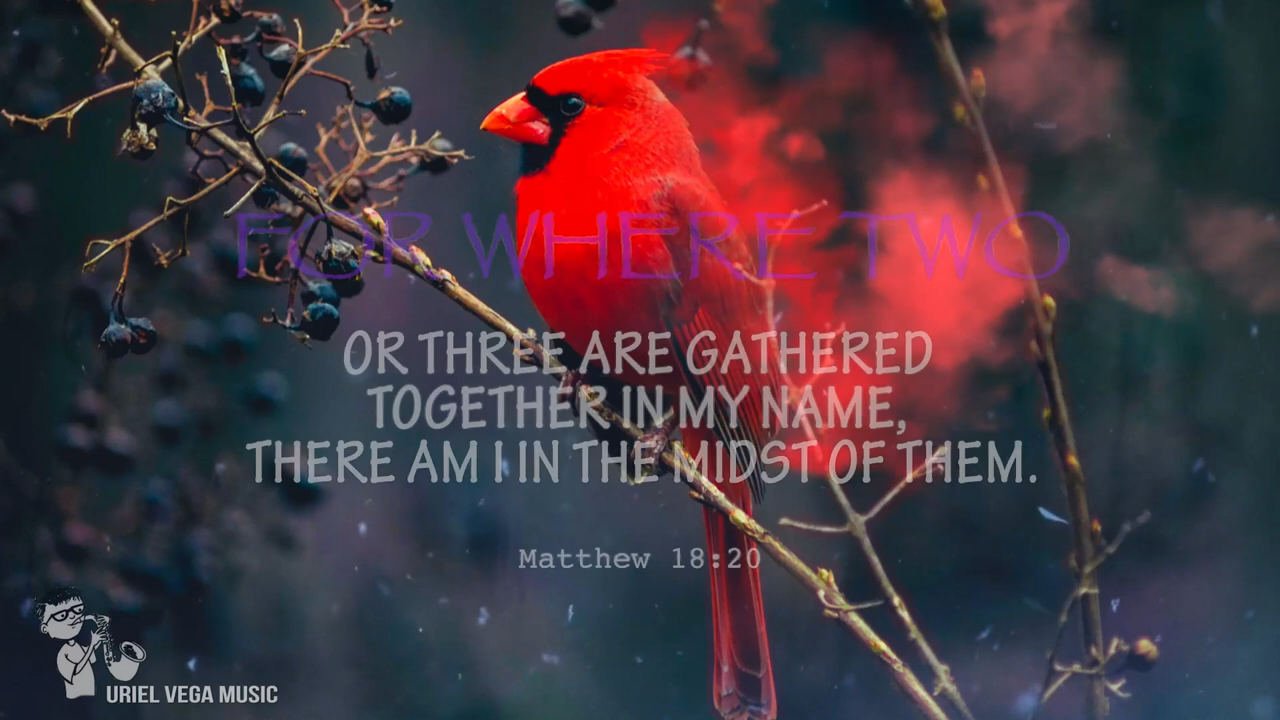 FOR WHERE TWO
OR THREE ARE GATHERED
TOGETHER IN MY NAME,
THERE AM I IN THE MIDST OF THEM.
Matthew 18:20
URIEL VEGA MUSIC